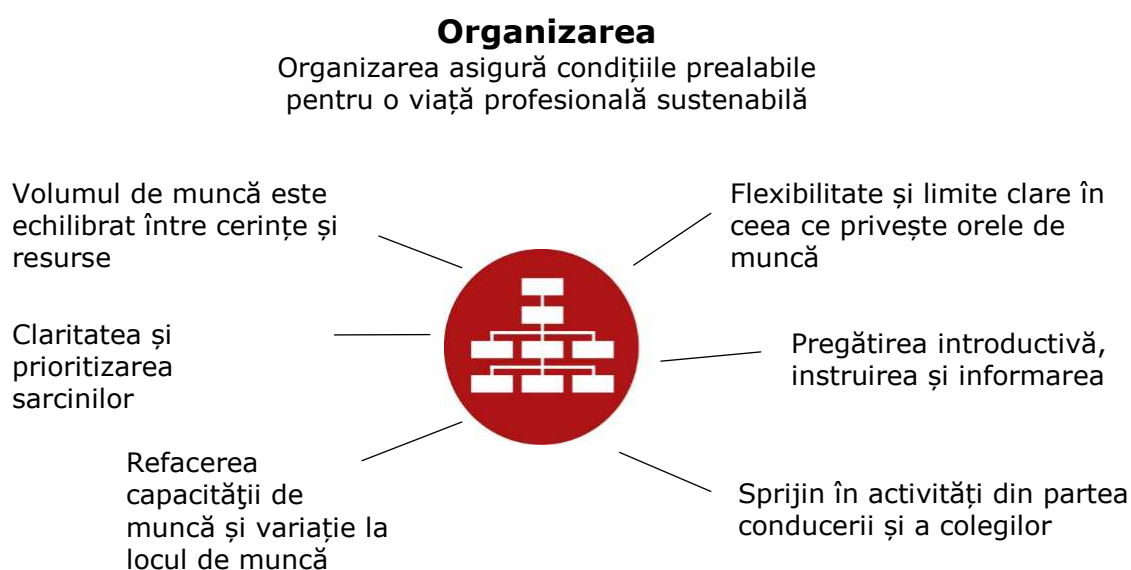 Organizarea
Organizarea asigură condițiile prealabile
pentru o viață profesională sustenabilă
Volumul de muncă este
echilibrat între cerințe și
resurse
Flexibilitate și limite clare în
ceea ce privește orele de
muncă
Claritatea și
prioritizarea
sarcinilor
Pregătirea introductivă,
instruirea și informarea
Refacerea
capacităţii de
muncă și variație la
locul de muncă
Sprijin în activități din partea
conducerii și a colegilor